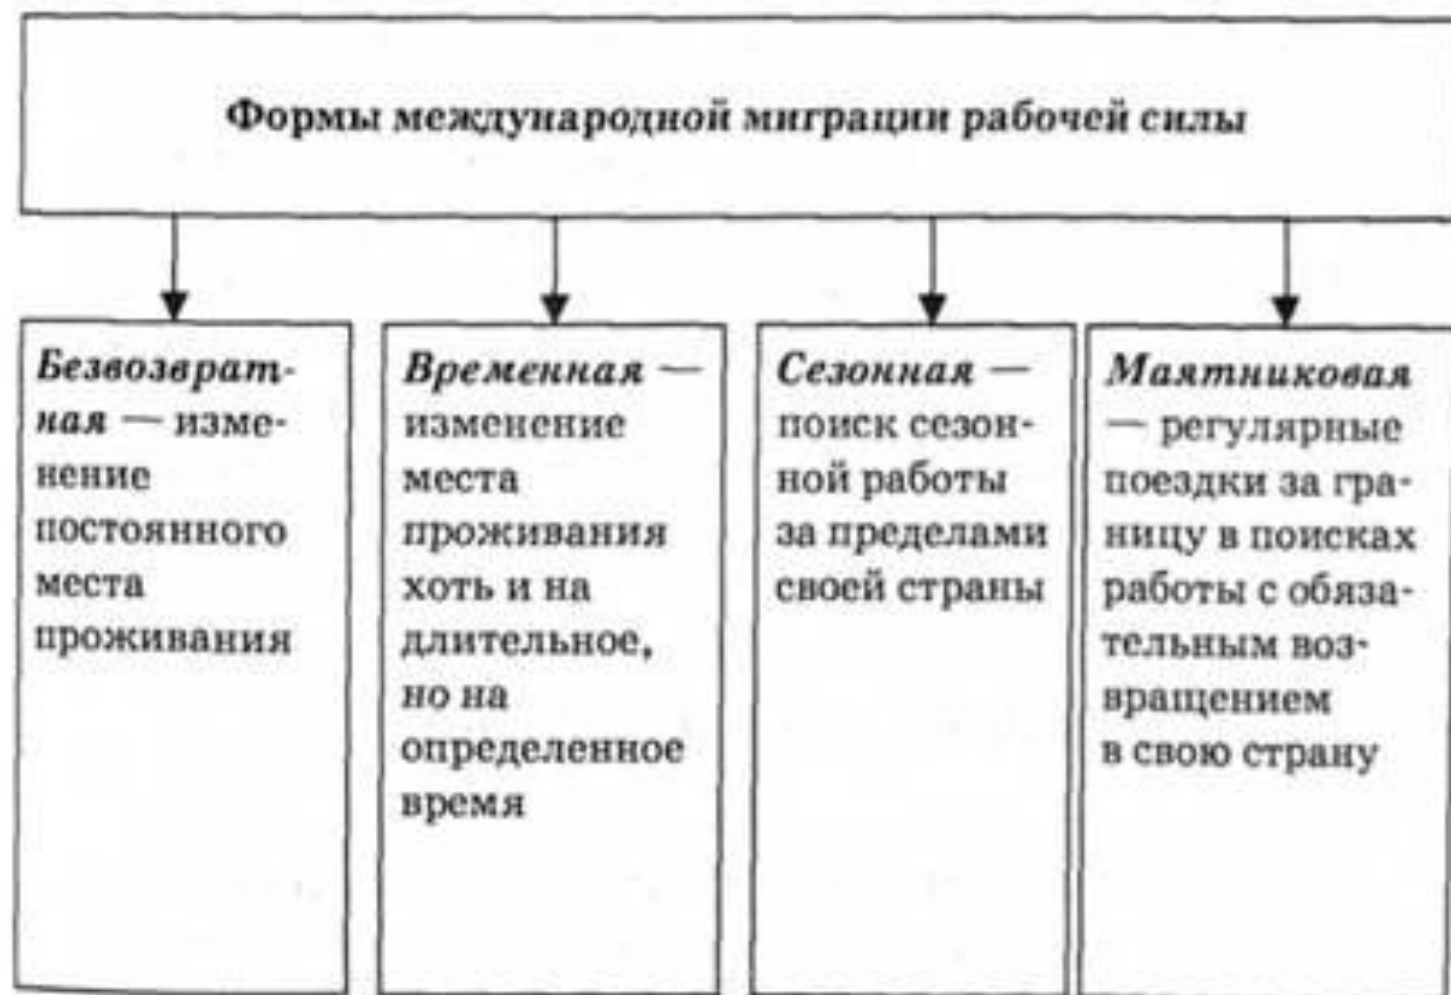 Формы международной миграции рабочей силы
Безвозврат-
ная — изме-
нение
постоянного
места
проживания
Временная —
изменение
места
проживания
хоть и на
длительное,
но на
определенное
время
Сезонная —
поиск сезон-
ной работы
за пределами
своей страны
Маятниковая
— регулярные
поездки за гра-
ницу в поисках
работы с обяза-
тельным воз-
вращением
в свою страну